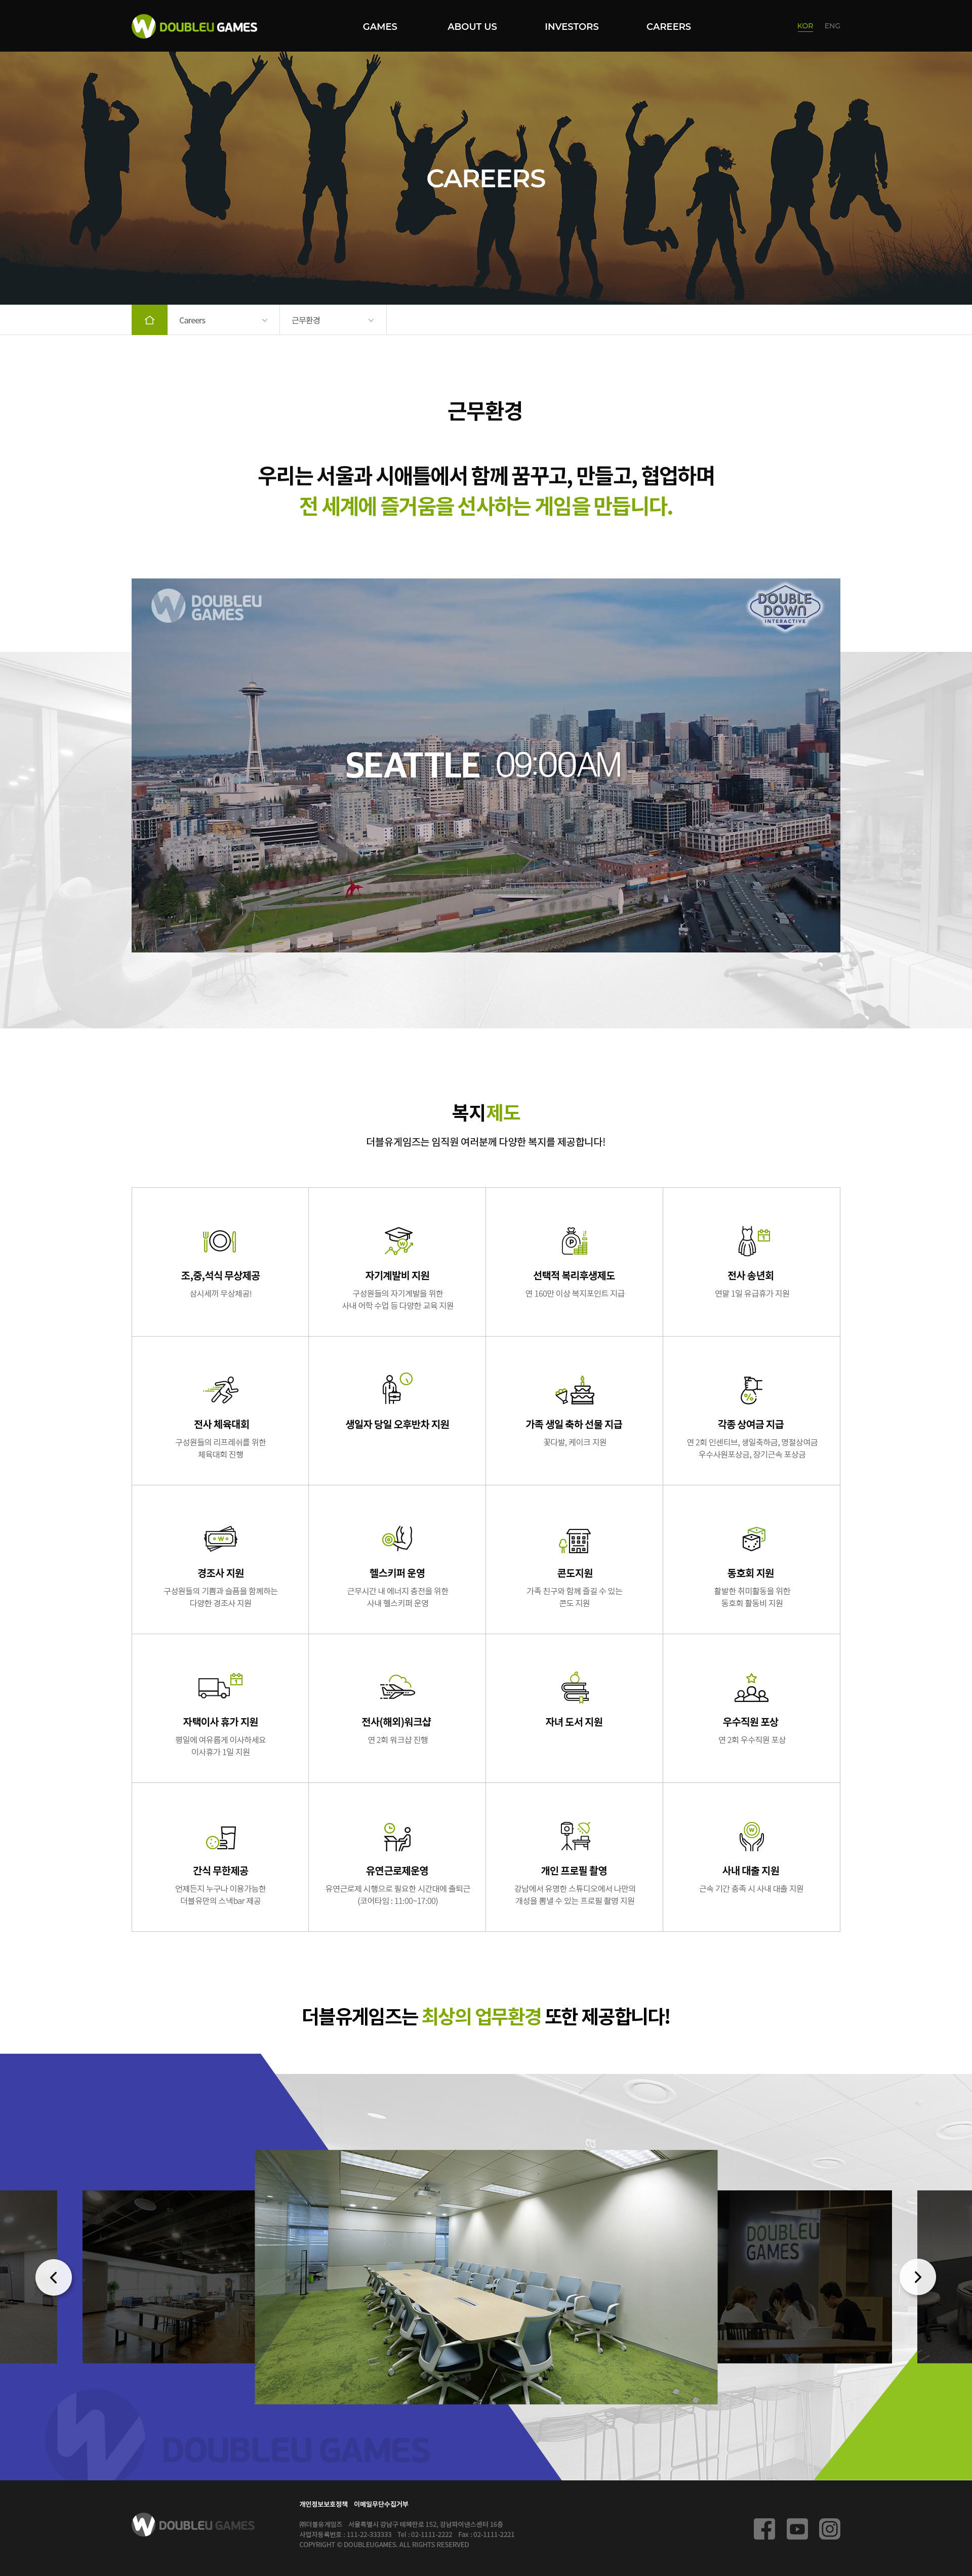 DOUBLEU GAMES
GAMES
ABOUT US
INVESTORS
CAREERS
KOR
ENG
CAREERS
Careers
근무환경
근무환경
우리는 서울과 시애틀에서 함께 꿈꾸고, 만들고, 협업하며
전 세계에 즐거움을 선사하는 게임을 만듭니다.
DOUBLEU
GAMES
DOUBLE
DOWN
INTERACTIVE
SEATTLE 09:00AM
복지제도
더블유게임즈는 임직원 여러분께 다양한 복지를 제공합니다!
조,중,석식 무상제공
삼시세끼 무상제공!
자기계발비 지원
구성원들의 자기계발을 위한
사내 어학 수업 등 다양한 교육 지원
선택적 복리후생제도
연 160만 이상 복지포인트 지급
전사 송년회
연말 1일 유급휴가 지원
전사 체육대회
구성원들의 리프레쉬를 위한
체육대회 진행
생일자 당일 오후반차 지원
가족 생일 축하 선물 지급
꽃다발, 케이크 지원
각종 상여금 지급
연 2회 인센티브, 생일축하금, 명절상여금
우수사원포상금, 장기근속 포상금
경조사 지원
구성원들의 기쁨과 슬픔을 함께하는
다양한 경조사 지원
헬스키퍼 운영
근무시간 내 에너지 충전을 위한
사내 헬스키퍼 운영
콘도지원
가족 친구와 함께 즐길 수 있는
콘도 지원
동호회 지원
활발한 취미활동을 위한
동호회 활동비 지원
자택이사 휴가 지원
평일에 여유롭게 이사하세요
이사휴가 1일 지원
전사(해외)워크샵
연 2회 워크샵 진행
자녀 도서 지원
우수직원 포상
연 2회 우수직원 포상
간식 무한제공
언제든지 누구나 이용가능한
더블유만의 스낵bar 제공
유연근로제운영
유연근로제 시행으로 필요한 시간대에 출퇴근
(코어타임 : 11:00~17:00)
개인 프로필 촬영
강남에서 유명한 스튜디오에서 나만의
개성을 뽐낼 수 있는 프로필 촬영 지원
사내 대출 지원
근속 기간 충족 시 사내 대출 지원
더블유게임즈는 최상의 업무환경 또한 제공합니다!
DOUBLEU
GAMES
DOUBLEU GAMES
DOUBLEU GAMES
개인정보보호정책 이메일무단수집거부
㈜더블유게임즈 서울특별시 강남구 테헤란로 152, 강남파이낸스센터 16층
사업자등록번호 : 111-22-333333 Tel : 02-1111-2222 Fax : 02-1111-2221
COPYRIGHT © DOUBLEUGAMES. ALL RIGHTS RESERVED